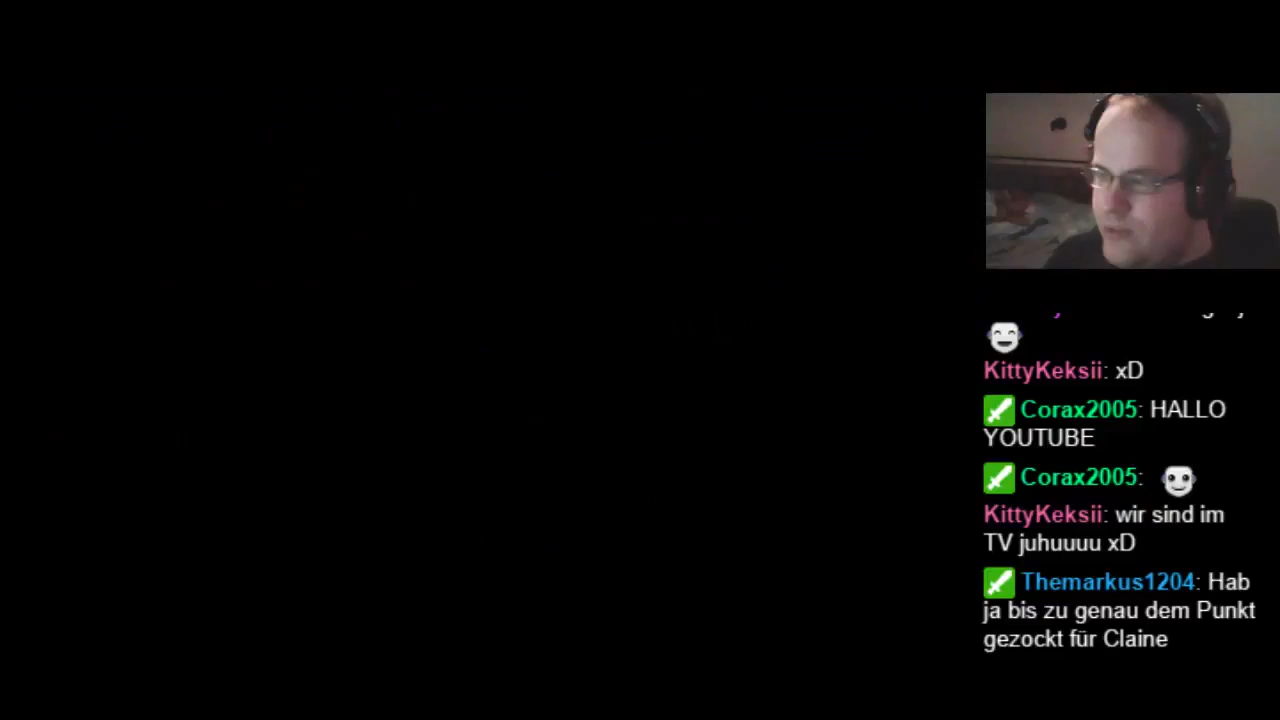 KittyKeksii: xD
Corax2005: HALLO
YOUTUBE
Corax2005:
KittyKeksii: wir sind im
TV juhuuuu xD
Themarkus1204: Hab
ja bis zu genau dem Punkt
gezockt für Claine